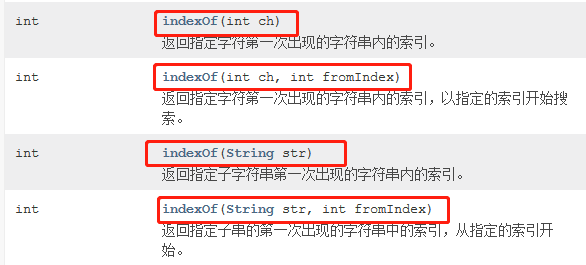 int indexOf(int ch)
返回指定字符第一次出现的字符串内的索引。
int indexOf(int ch, int fromIndex)
返回指定字符第一次出现的字符串内的索引，以指定的索引开始搜
索。
int indexOf(String str)
返回指定子字符串第一次出现的字符串内的索引。
int indexOf(String str, int fromIndex)
返回指定子串的第一次出现的字符串中的索引，从指定的索引开
始。